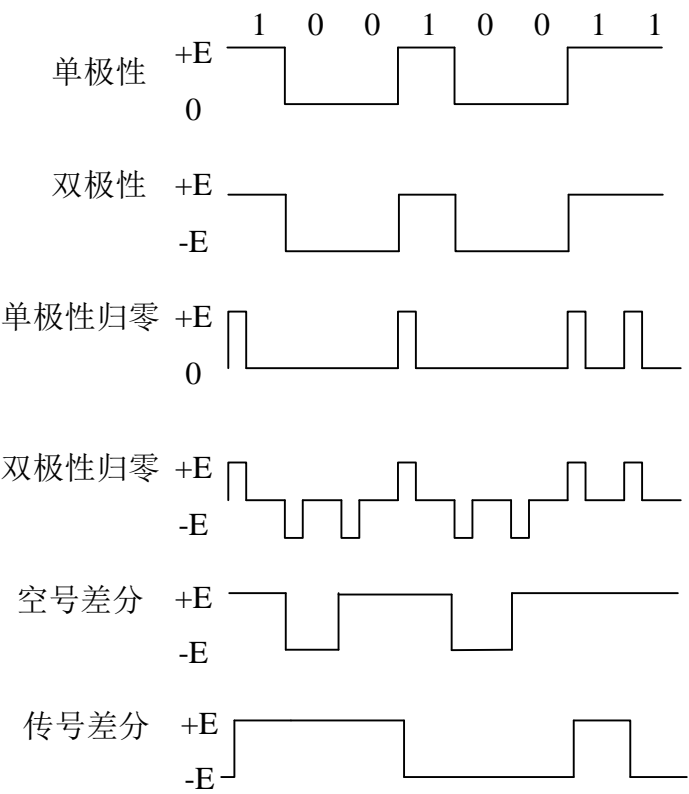 1 0 0 1 0 0 1 1
单极性 +E
0
双极性 +E
-E
单极性归零 +E
0
双极性归零 +E
-E
空号差分 +E
-E
传号差分 +E
-E